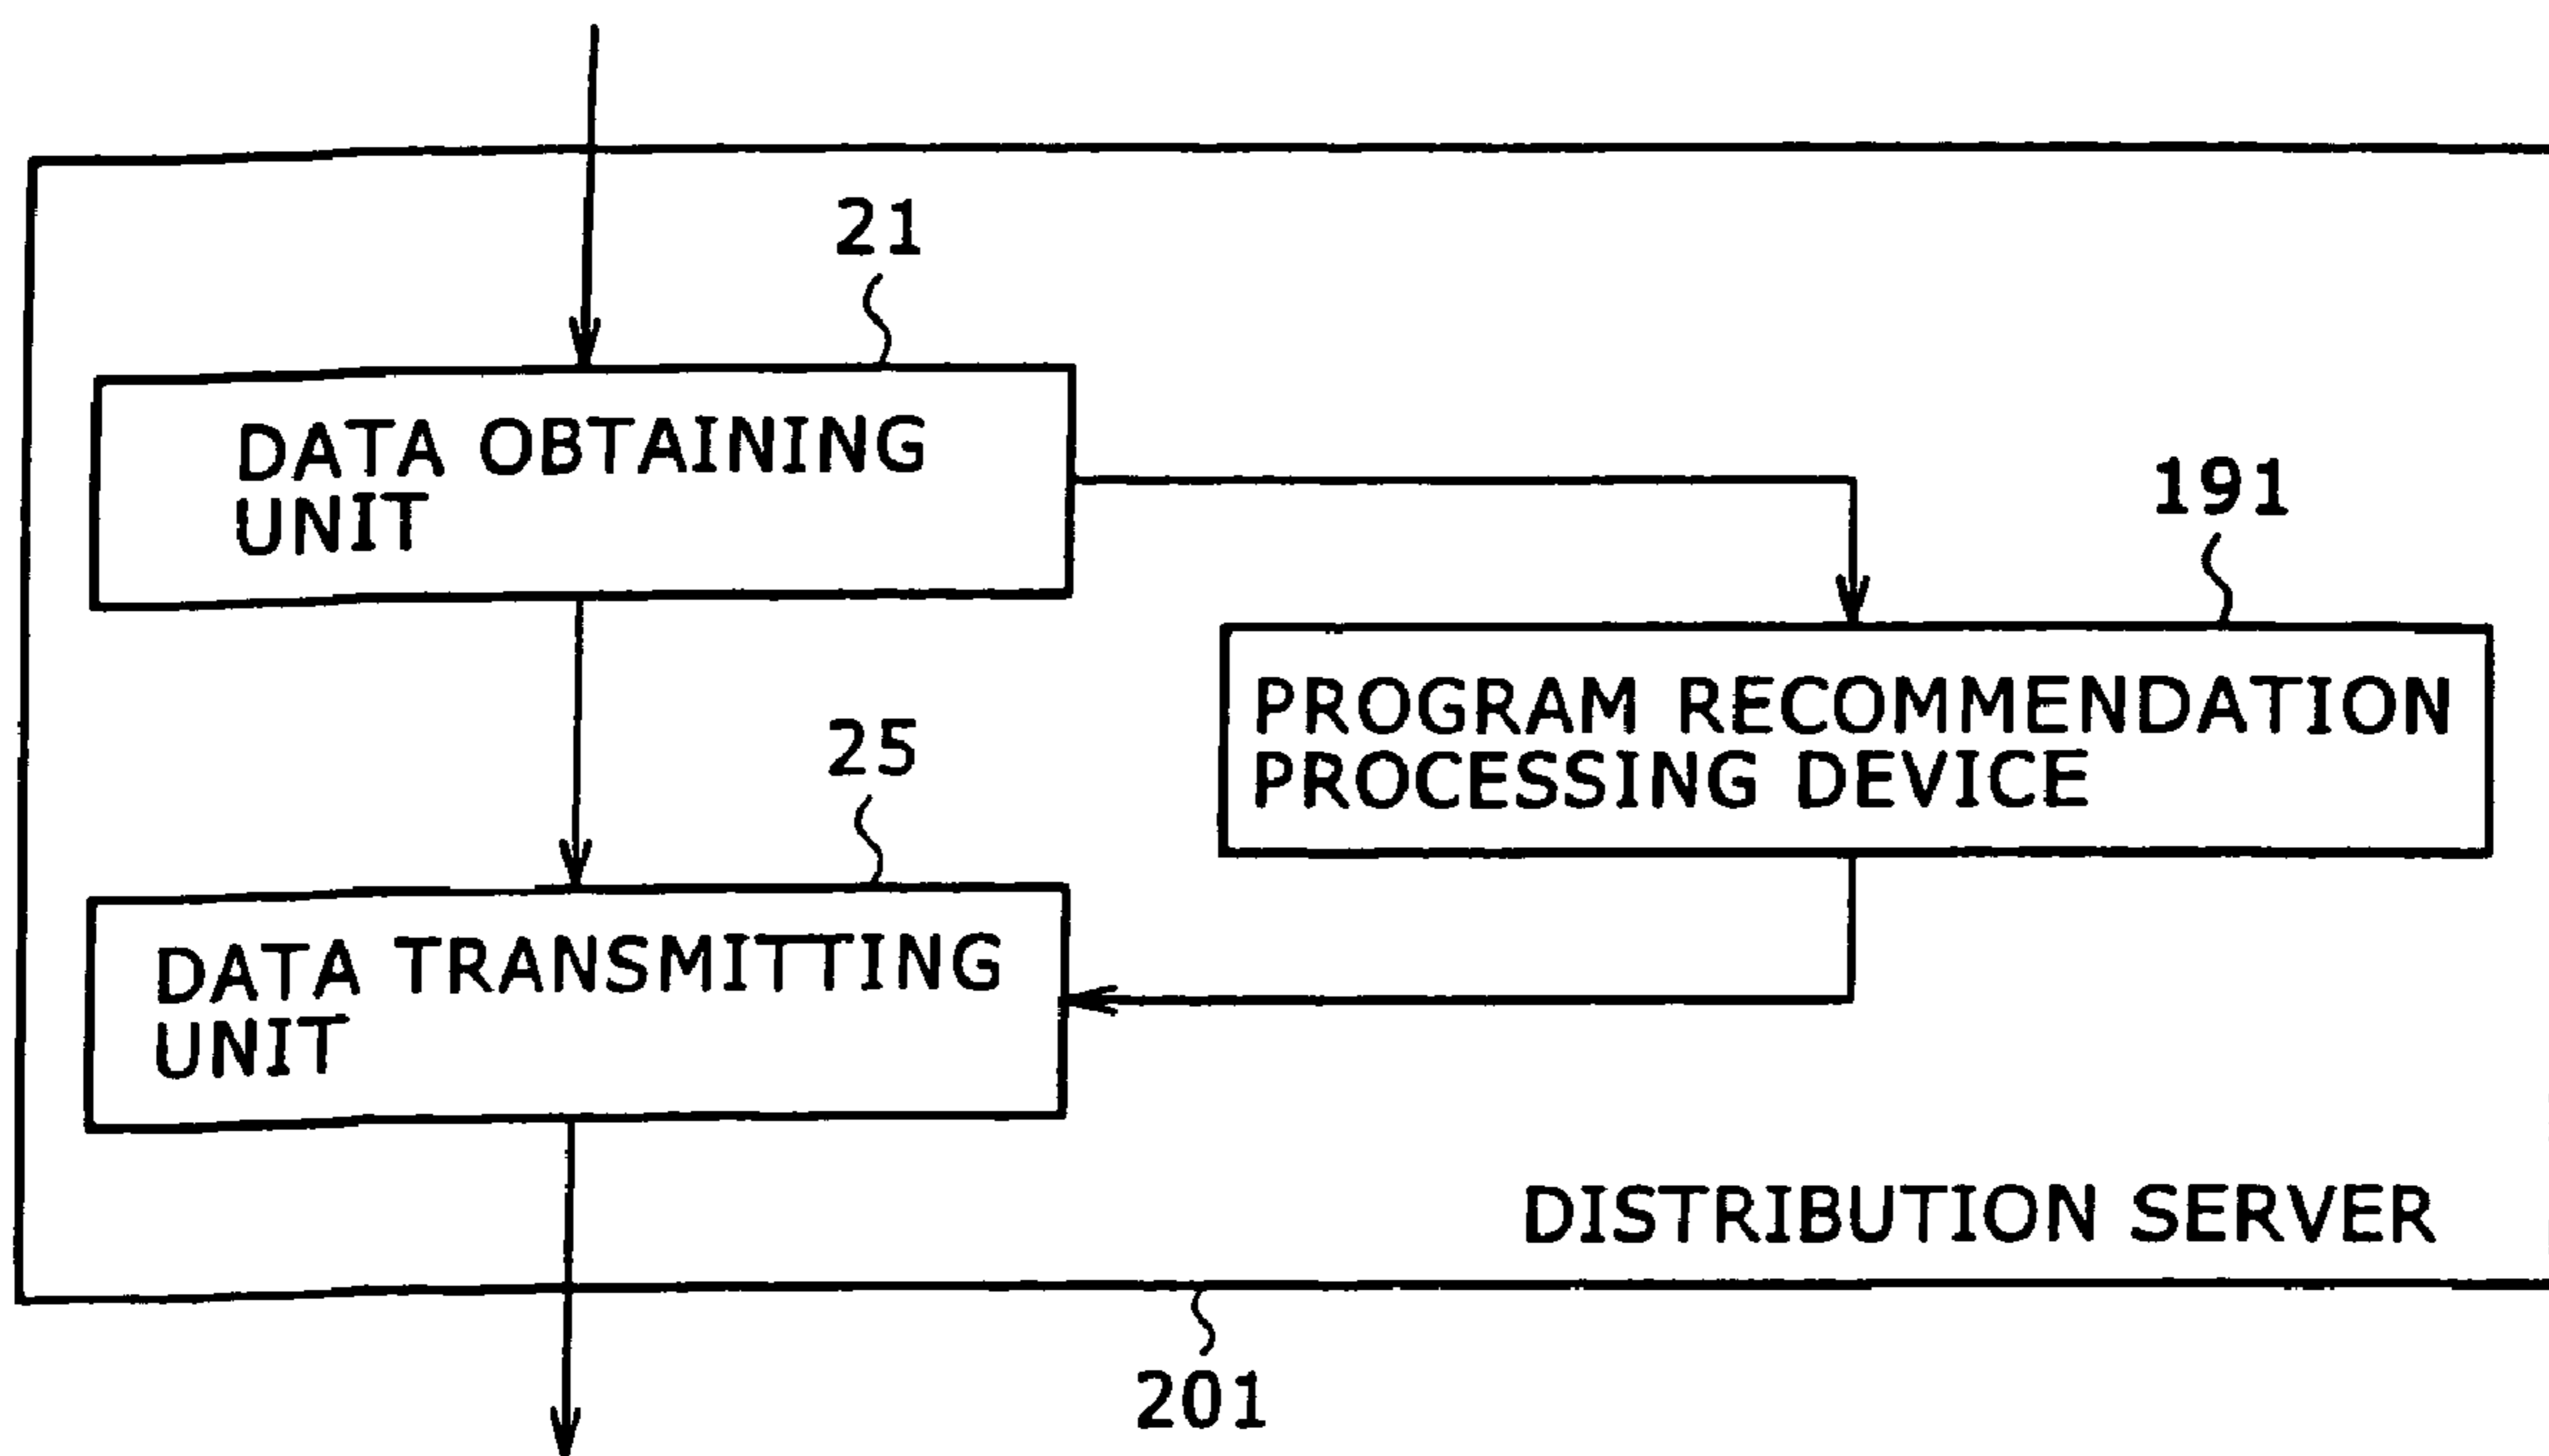 21
DATA OBTAINING
UNIT
191
PROGRAM RECOMMENDATION
PROCESSING DEVICE
25
DATA TRANSMITTING
UNIT
DISTRIBUTION SERVER
201